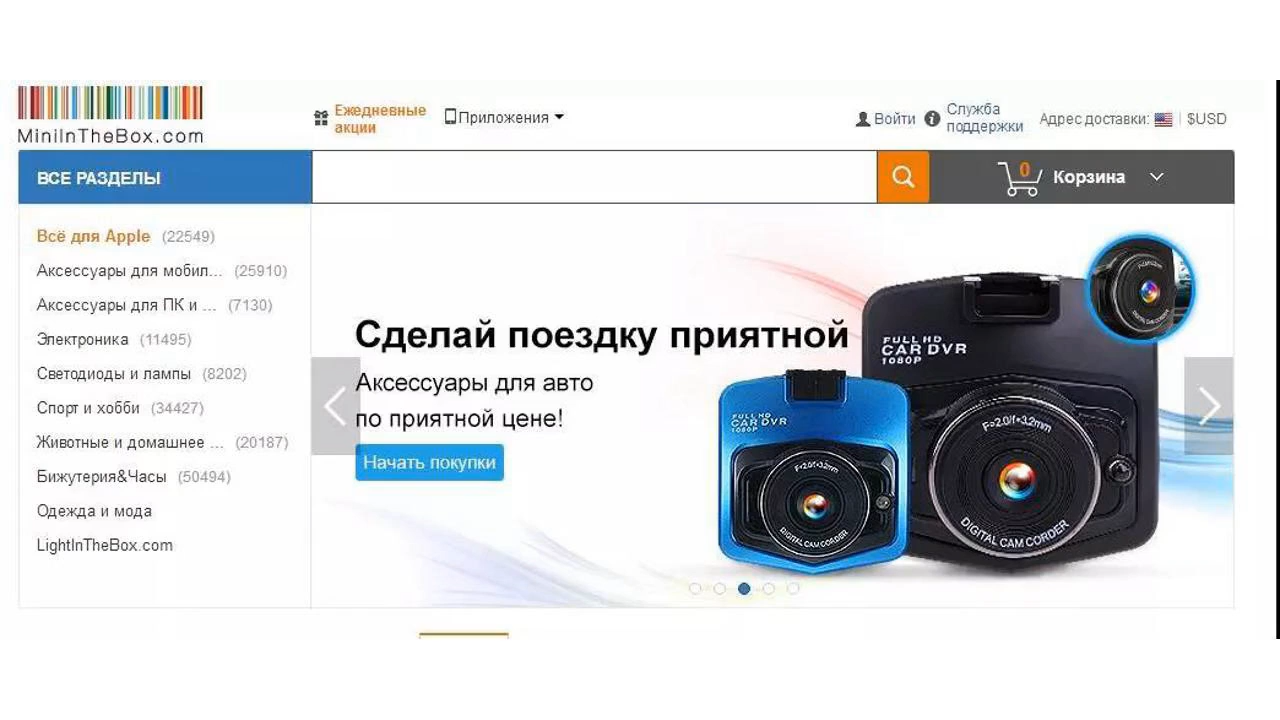 MiniInTheBox.com
Ежедневные
акции
Приложения
Войти
Служба
поддержки
Адрес доставки: | $USD
ВСЕ РАЗДЕЛЫ
0 Корзина
Всё для Apple (22549)
Аксессуары для мобил... (25910)
Аксессуары для ПК и ... (7130)
Электроника (11495)
Светодиоды и лампы (8202)
Спорт и хобби (34427)
Животные и домашнее ... (20187)
Бижутерия&Часы (50494)
Одежда и мода
LightInTheBox.com
Сделай поездку приятной
Аксессуары для авто
по приятной цене!
Начать покупки
FULL HD
CAR DVR
1080P
F=2.0/f=3.2mm
DIGITAL CAM CORDER
FULL HD
CAR DVR
1080P
F=2.0/f=3.2mm
DIGITAL CAM CORDER